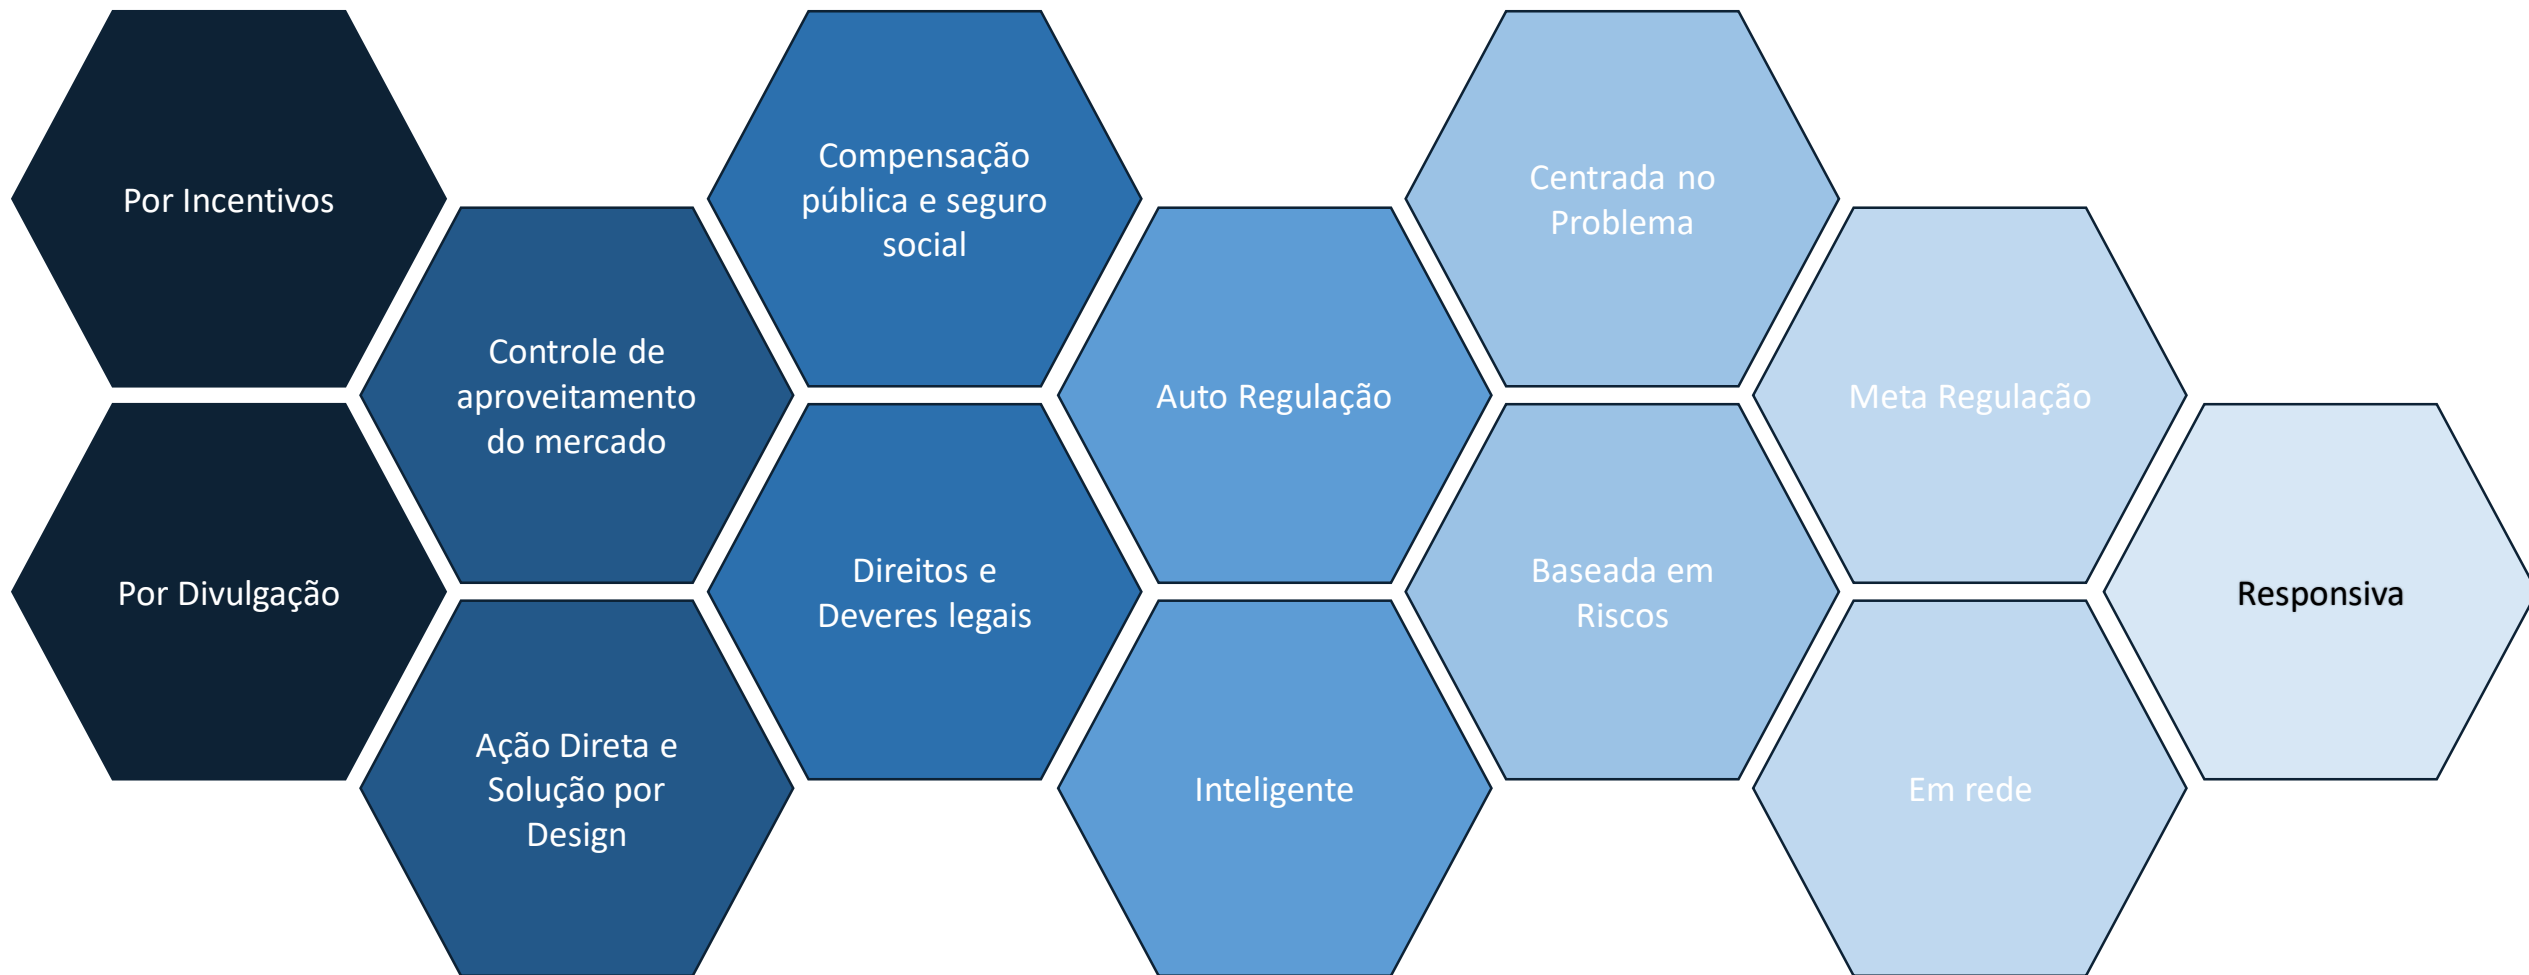 Por Incentivos
Por Divulgação
Controle de
aproveitamento
do mercado
Ação Direta e
Solução por
Design
Compensação
pública e seguro
social
Direitos e
Deveres legais
Auto Regulação
Inteligente
Centrada no
Problema
Baseada em
Riscos
Meta Regulação
Em rede
Responsiva